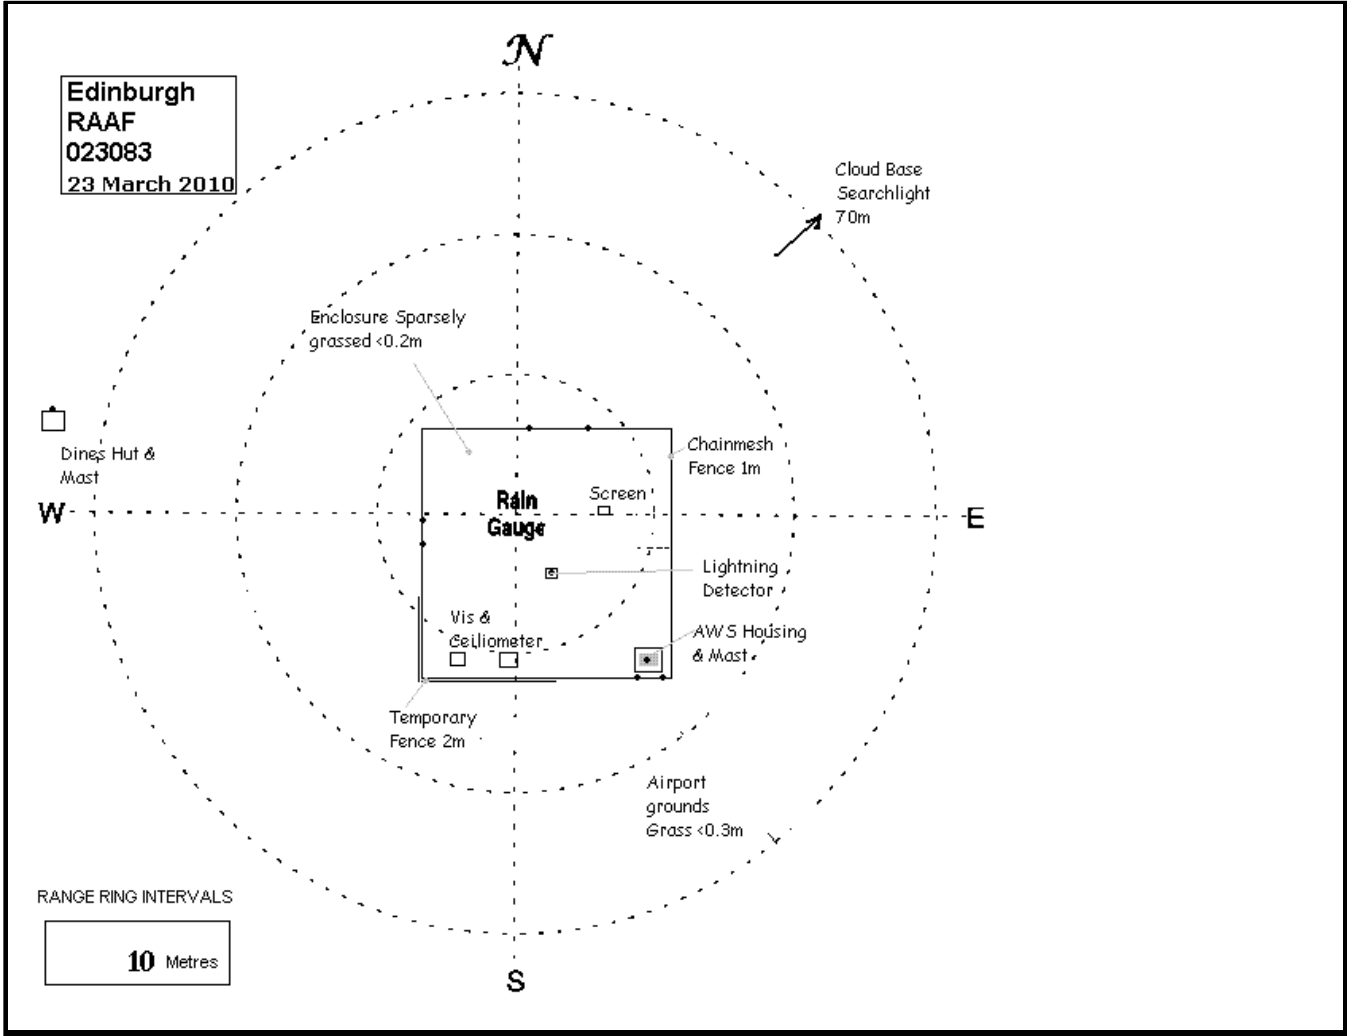 N
Edinburgh
RAAF
023083
23 March 2010
Cloud Base
Searchlight
70m
Enclosure Sparsely
grassed <0.2m
Chainmesh
Fence 1m
Dines Hut &
Mast
Screen
Rain
Gauge
W
E
Lightning
Detector
Vis &
Ceiliometer
AWS Housing
& Mast
Temporary
Fence 2m
Airport
grounds
Grass <0.3m
RANGE RING INTERVALS
10 Metres
S